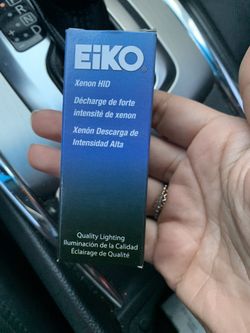 EiKO
Xenon HID
Décharge de forte
intensité de xenon
Xenón Descarga de
Intensidad Alta
Quality Lighting
Iluminación de la Calidad
Éclairage de Qualité